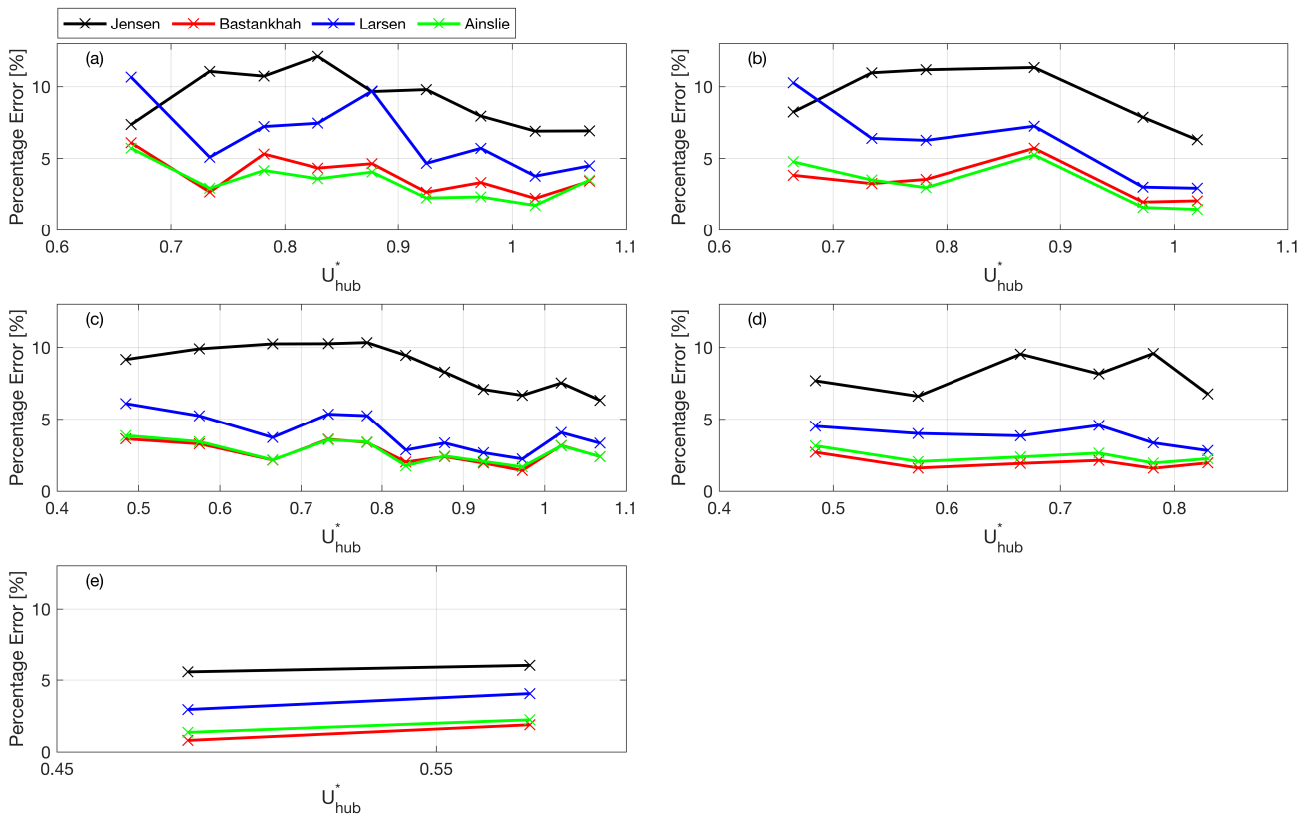 Jensen Bastankhah Larsen Ainslie
(a)
Percentage Error [%]
10
5
0
0.6 0.7 0.8 0.9 1 1.1
U*hub
(b)
Percentage Error [%]
10
5
0
0.6 0.7 0.8 0.9 1 1.1
U*hub
(c)
Percentage Error [%]
10
5
0
0.4 0.5 0.6 0.7 0.8 0.9 1 1.1
U*hub
(d)
Percentage Error [%]
10
5
0
0.4 0.5 0.6 0.7 0.8
U*hub
(e)
Percentage Error [%]
10
5
0
0.45 0.55
U*hub